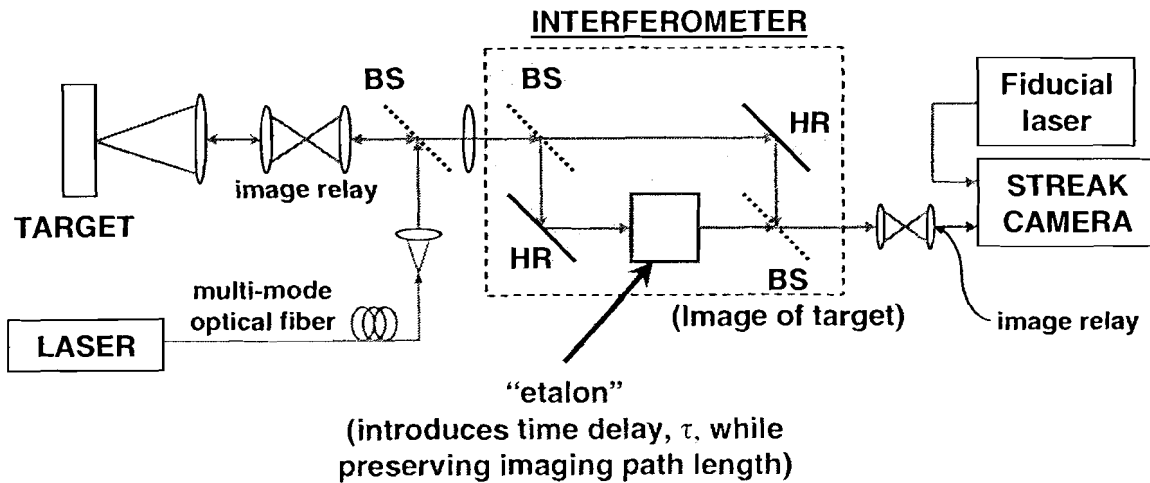 INTERFEROMETER
BS
BS
HR
Fiducial
laser
image relay
TARGET
STREAK
CAMERA
HR
BS
multi-mode
optical fiber
(Image of target)
image relay
LASER
“etalon”
(introduces time delay, τ, while
preserving imaging path length)